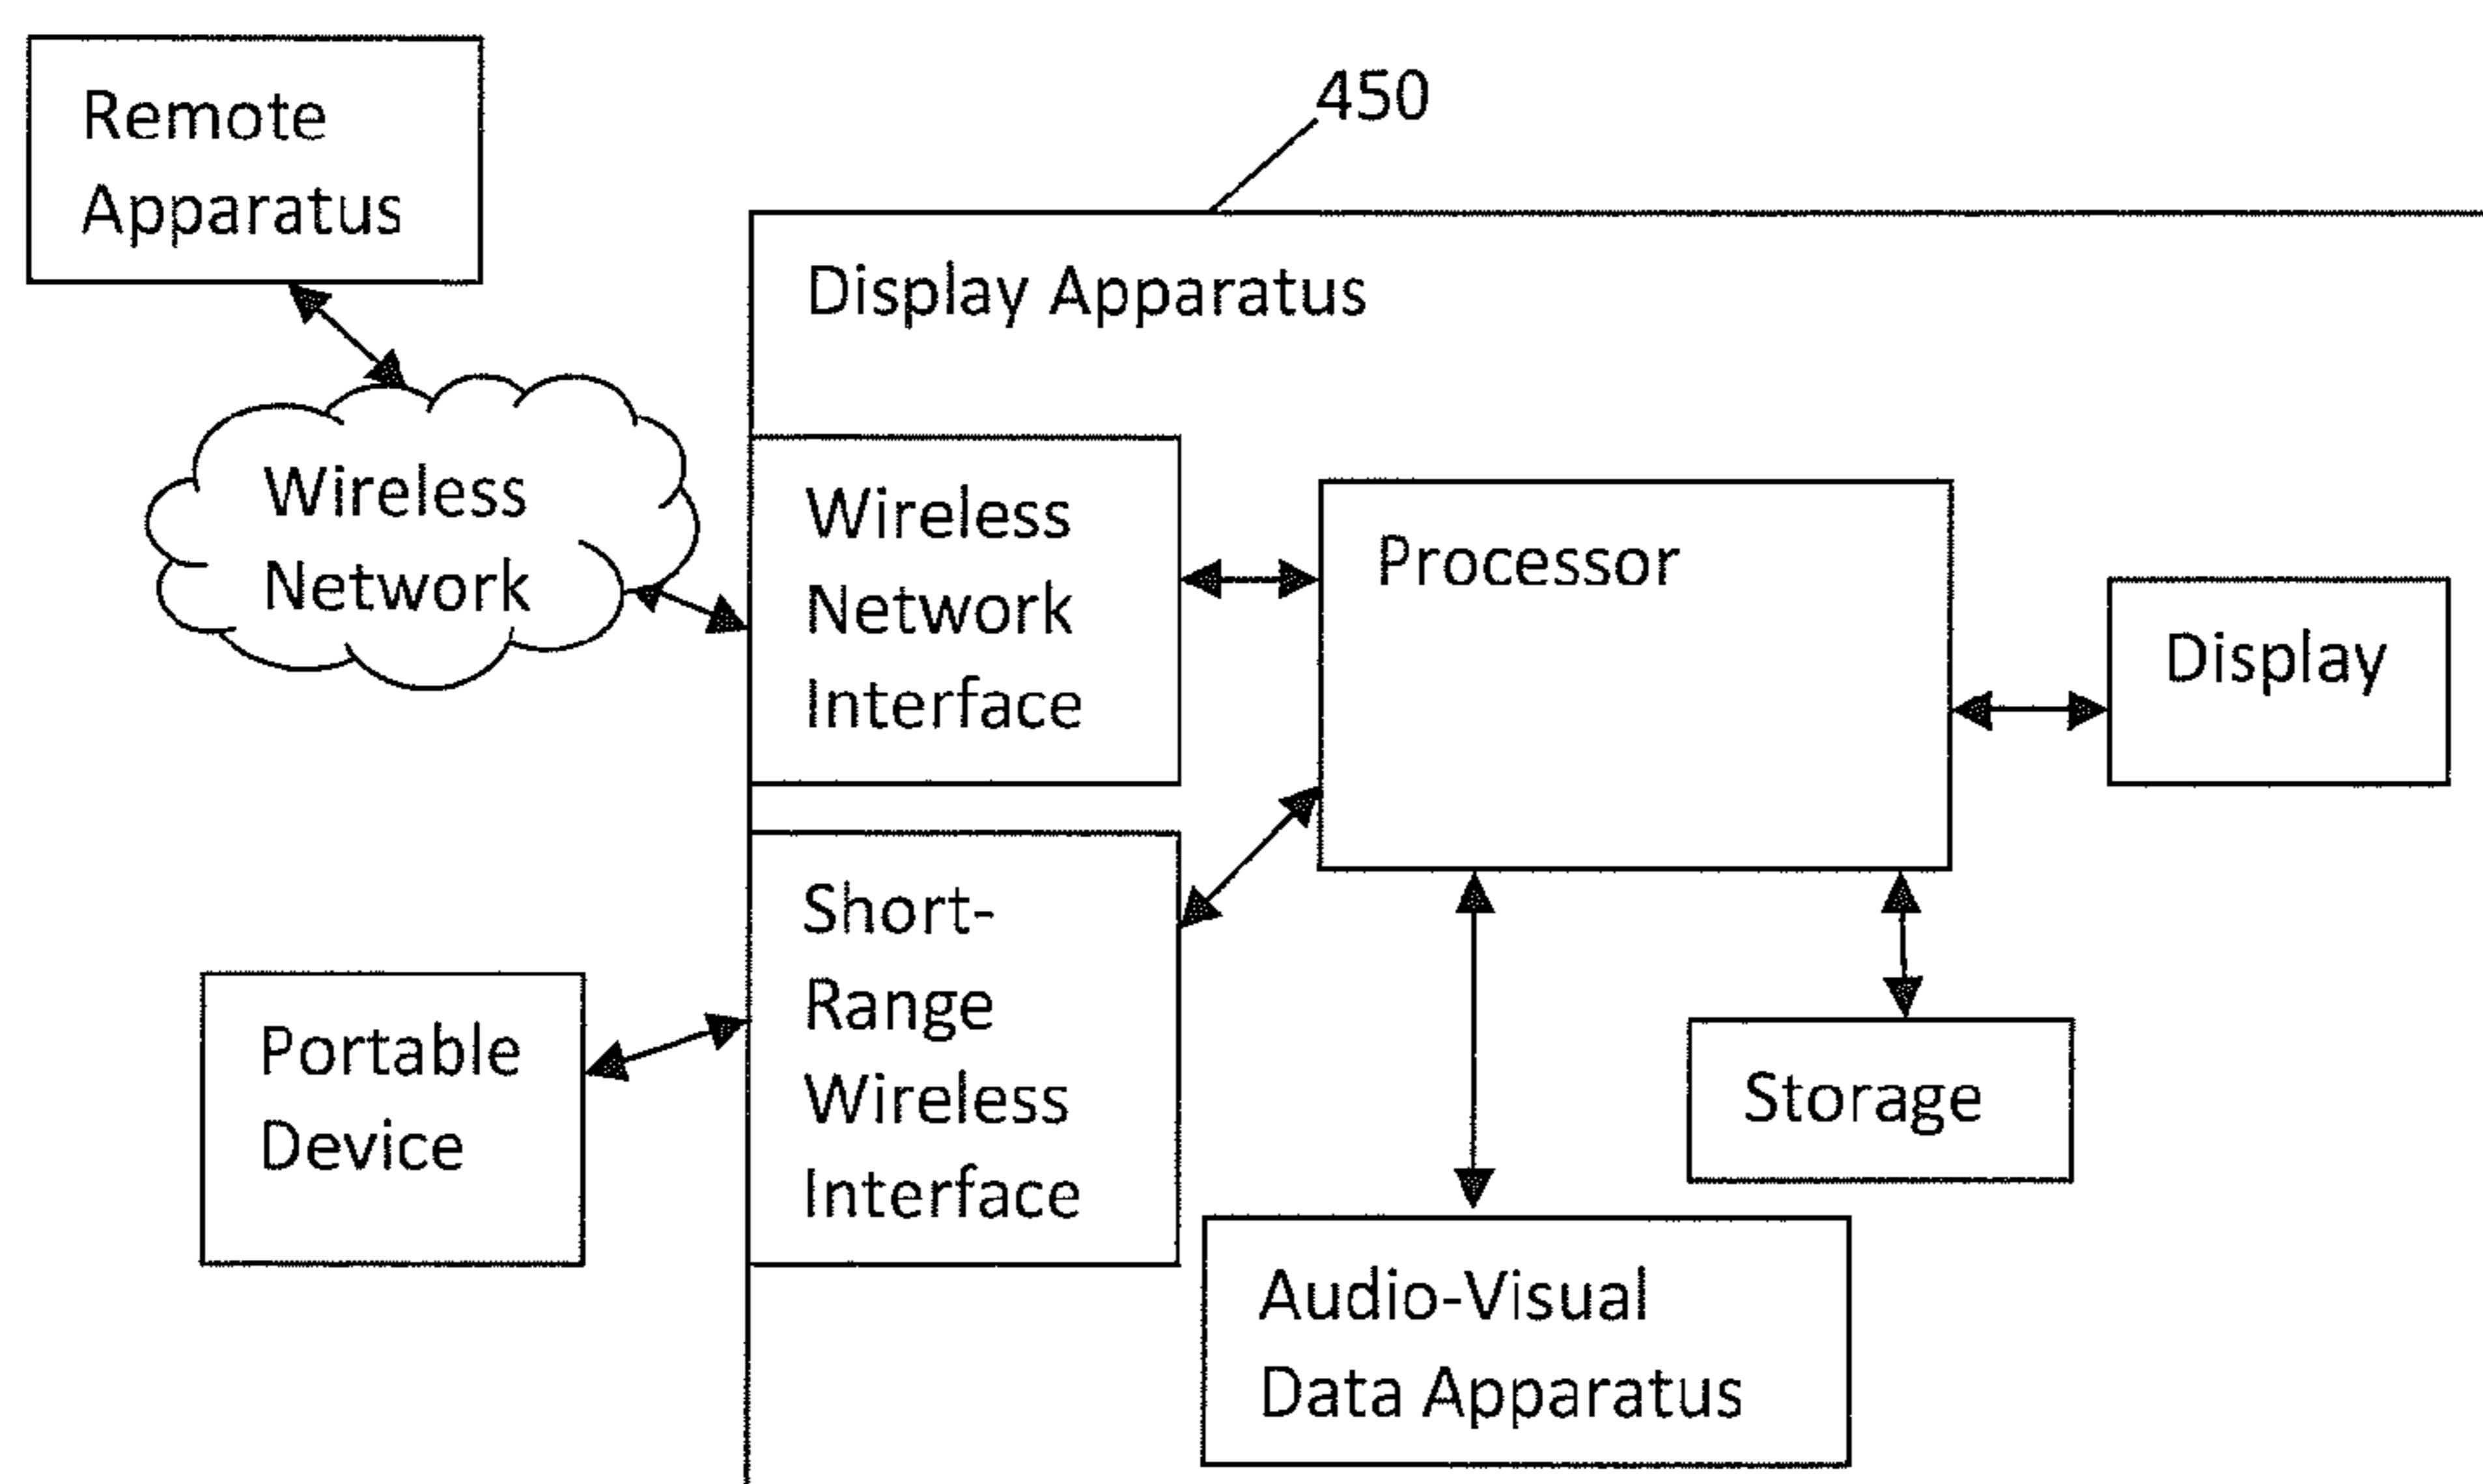 Remote
Apparatus
450
Display Apparatus
Wireless
Network
Wireless
Network
Interface
Processor
Display
Short-
Range
Wireless
Interface
Portable
Device
Storage
Audio-Visual
Data Apparatus